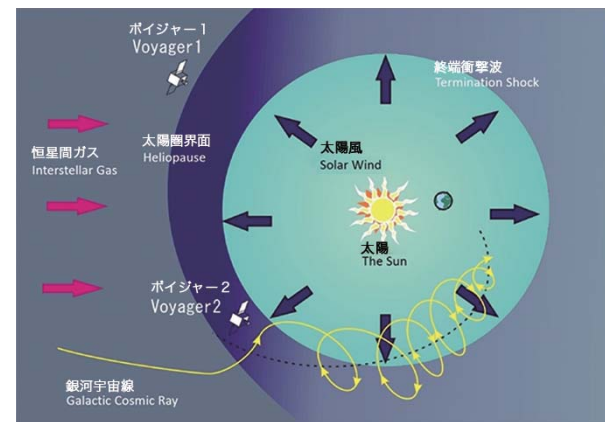 ボイジャー1
Voyager1
終端衝撃波
Termination Shock
恒星間ガス
Interstellar Gas
太陽圏界面
Heliopause
太陽風
Solar Wind
太陽
The Sun
ボイジャー2
Voyager2
銀河宇宙線
Galactic Cosmic Ray